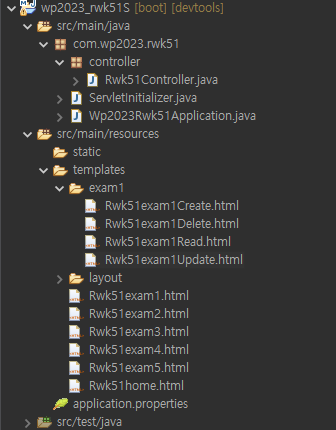 wp2023_rwk51S [boot] [devtools]
src/main/java
com.wp2023.rwk51
controller
Rwk51Controller.java
ServletInitializer.java
Wp2023Rwk51Application.java
src/main/resources
static
templates
exam1
Rwk51exam1Create.html
Rwk51exam1Delete.html
Rwk51exam1Read.html
Rwk51exam1Update.html
layout
Rwk51exam1.html
Rwk51exam2.html
Rwk51exam3.html
Rwk51exam4.html
Rwk51exam5.html
Rwk51home.html
application.properties
src/test/java